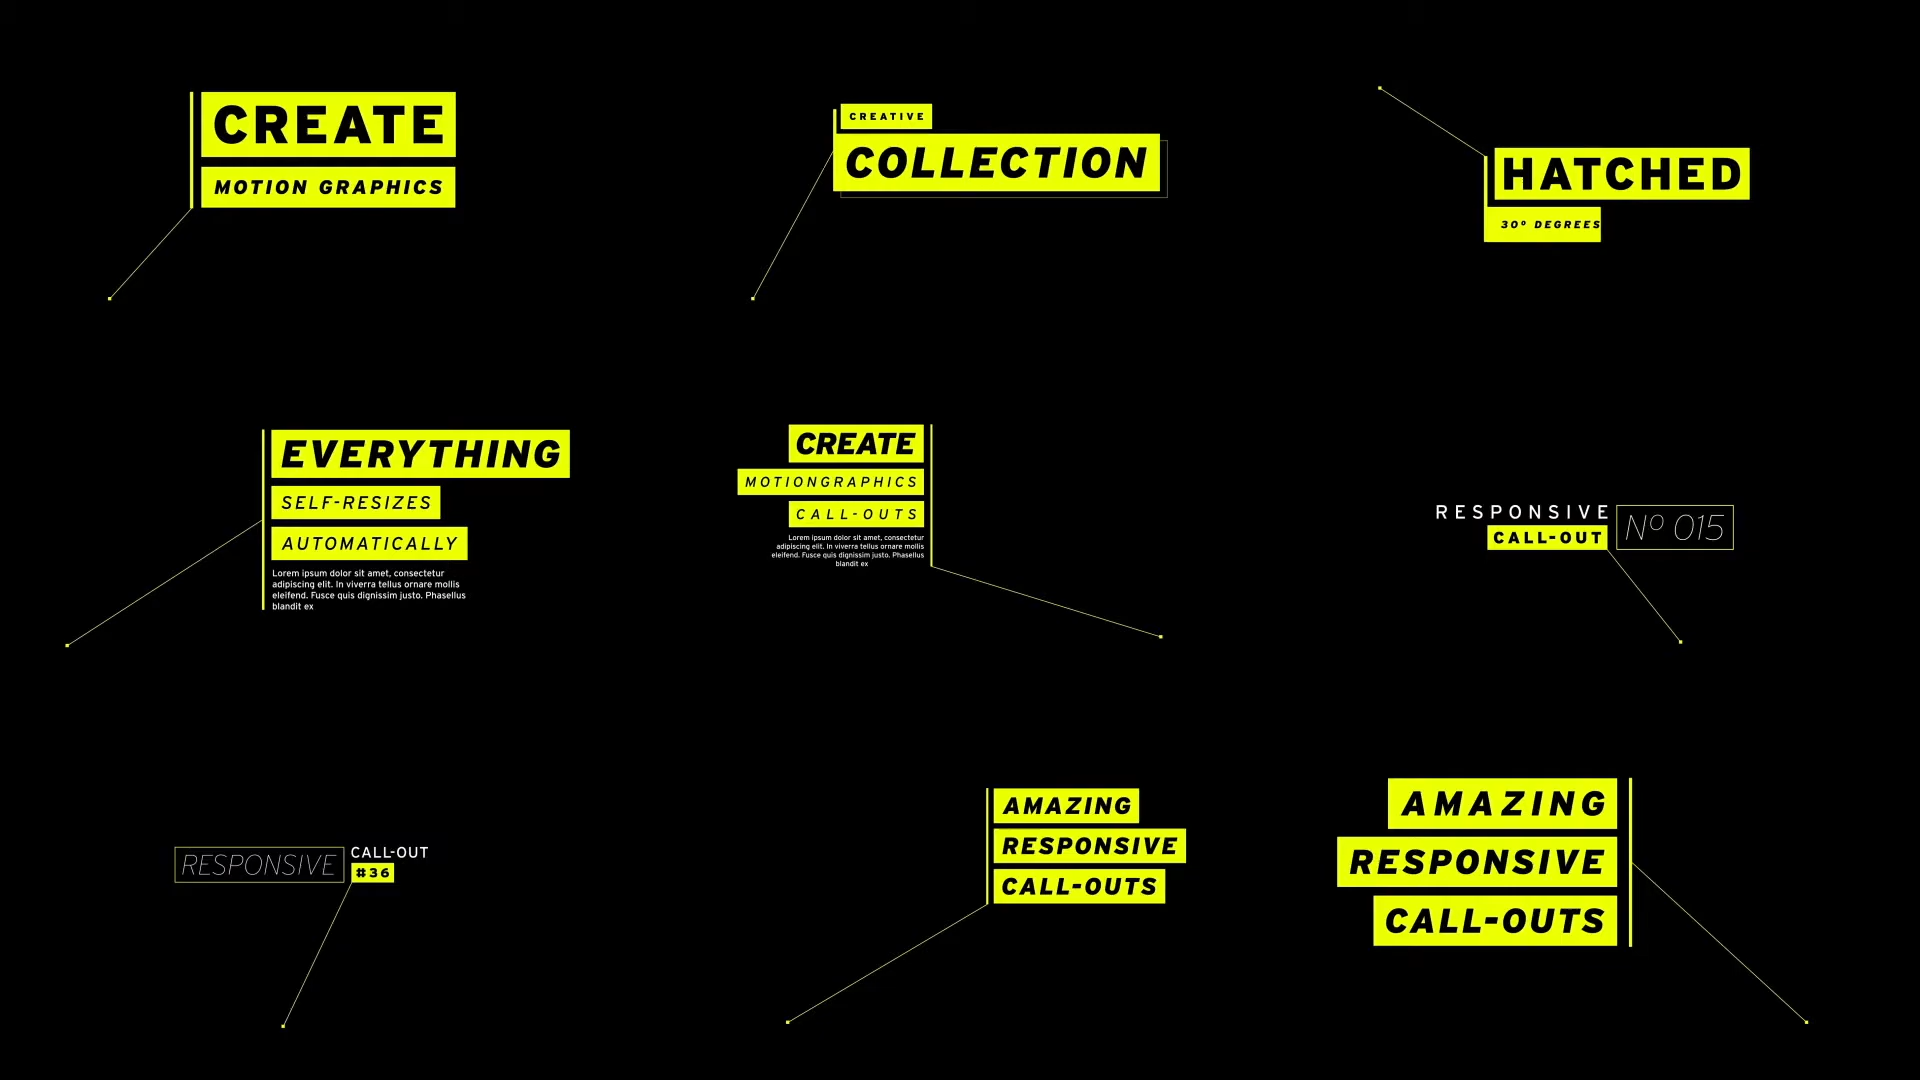 CREATE
MOTION GRAPHICS
CREATIVE
COLLECTION
HATCHED
30º DEGREES
EVERYTHING
SELF-RESIZES
AUTOMATICALLY
Lorem ipsum dolor sit amet, consectetur
adipiscing elit. In viverra tellus ornare mollis
eleifend. Fusce quis dignissim justo. Phasellus
blandit ex
CREATE
MOTIONGRAPHICS
CALL-OUTS
Lorem ipsum dolor sit amet, consectetur
adipiscing elit. In viverra tellus ornare mollis
eleifend. Fusce quis dignissim justo. Phasellus
blandit ex
RESPONSIVE
CALL-OUT
Nº 015
RESPONSIVE
CALL-OUT
#36
AMAZING
RESPONSIVE
CALL-OUTS
AMAZING
RESPONSIVE
CALL-OUTS